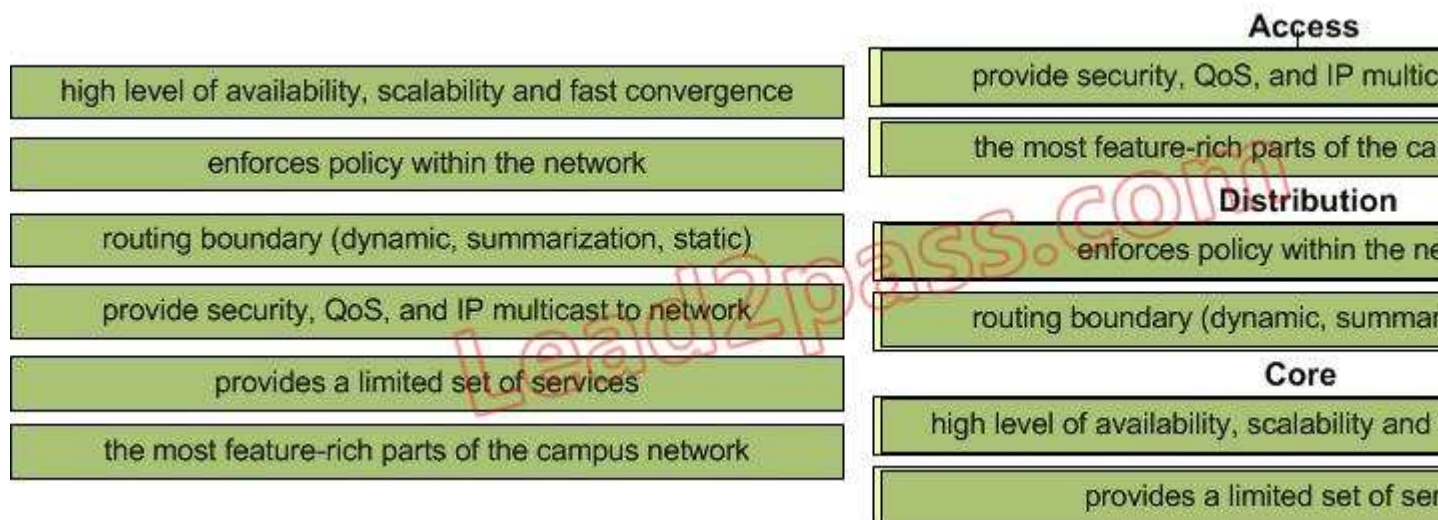 high level of availability, scalability and fast convergence
enforces policy within the network
routing boundary (dynamic, summarization, static)
provide security, QoS, and IP multicast to network
provides a limited set of services
the most feature-rich parts of the campus network
Access
provide security, QoS, and IP multic
the most feature-rich parts of the ca
Distribution
enforces policy within the ne
routing boundary (dynamic, summar
Core
high level of availability, scalability and
provides a limited set of ser
Lead2pass.com